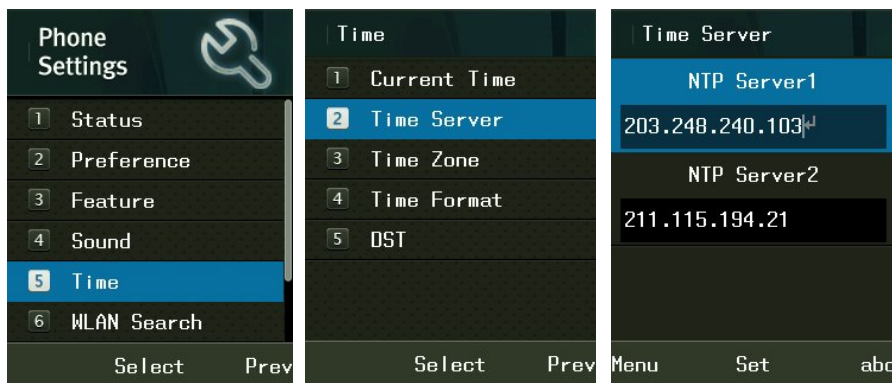 Phone
Settings
1 Status
2 Preference
3 Feature
4 Sound
5 Time
6 WLAN Search
Select Prev
Time
1 Current Time
2 Time Server
3 Time Zone
4 Time Format
5 DST
Select Prev
Time Server
NTP Server1
203.248.240.103↵
NTP Server2
211.115.194.21
Menu Set abc